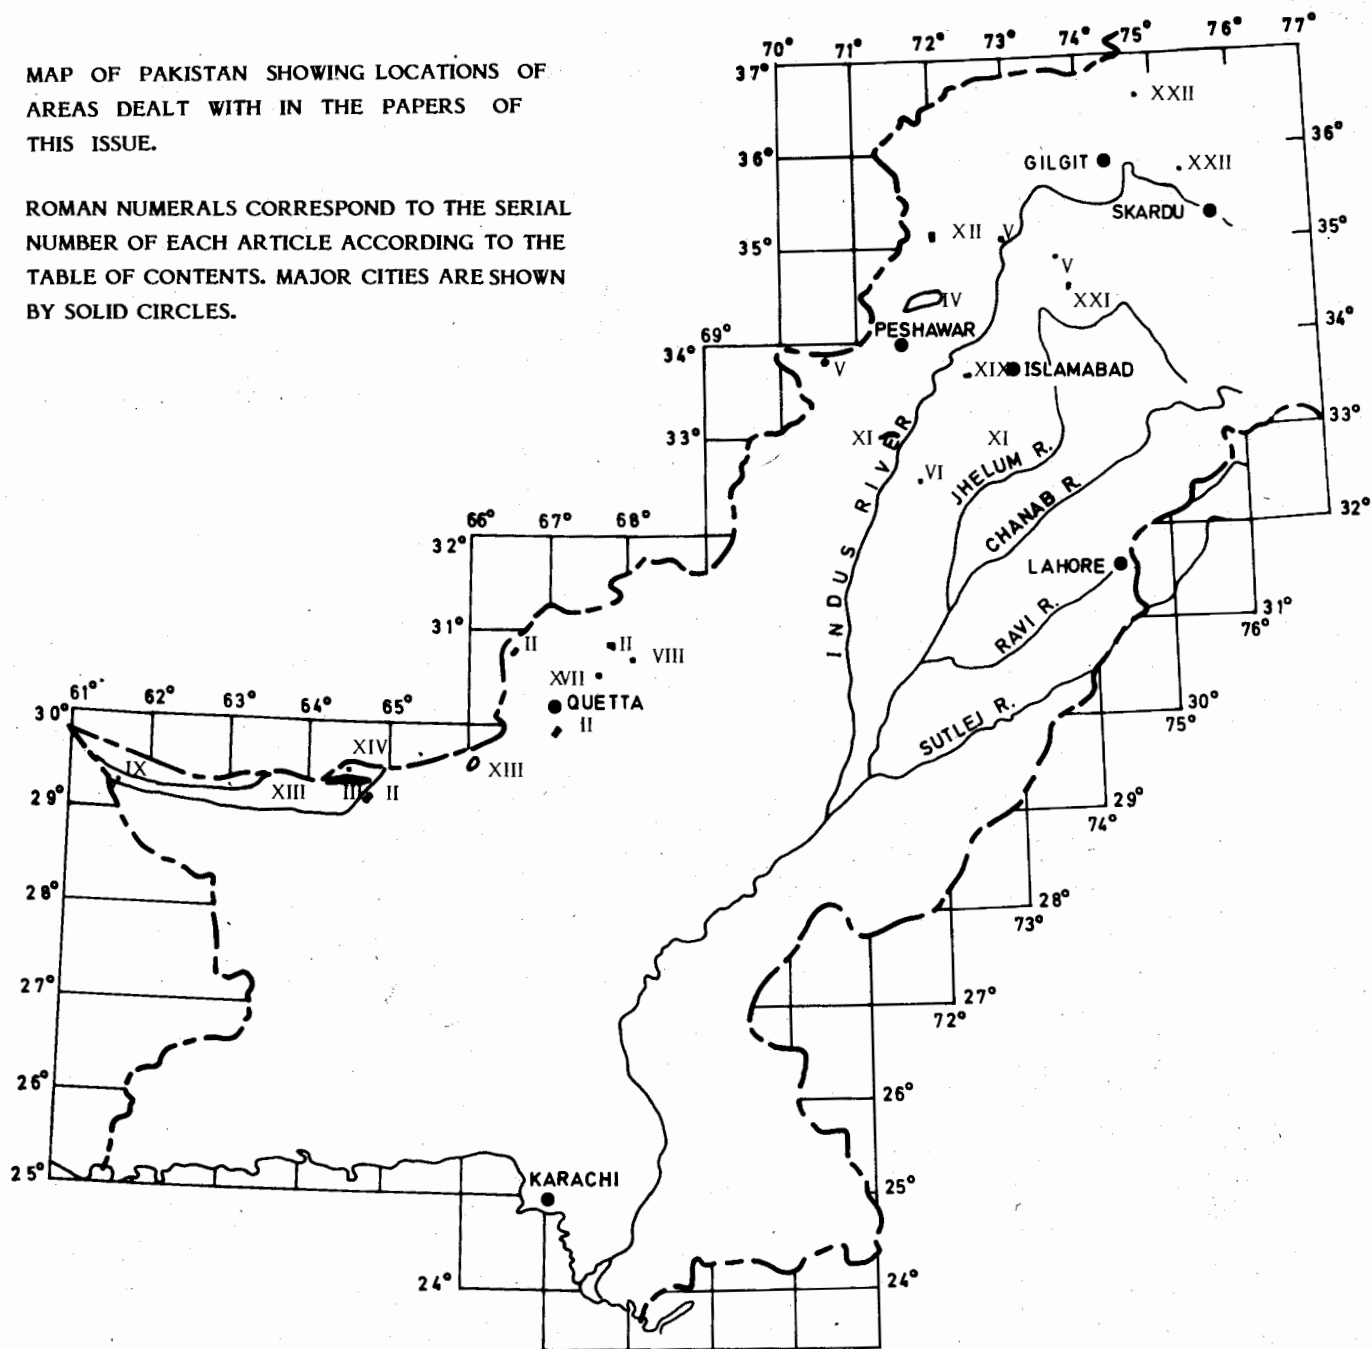 MAP OF PAKISTAN SHOWING LOCATIONS OF
AREAS DEALT WITH IN THE PAPERS OF
THIS ISSUE.
ROMAN NUMERALS CORRESPOND TO THE SERIAL
NUMBER OF EACH ARTICLE ACCORDING TO THE
TABLE OF CONTENTS. MAJOR CITIES ARE SHOWN
BY SOLID CIRCLES.
70° 71° 72° 73° 74° 75° 76° 77°
37°
XXII
36° 36°
GILGIT XXII
SKARDU
35° XII V 35°
V
IV XXI
PESHAWAR
34° 69° 34°
V XIX ISLAMABAD
33° XI XI 33°
VI
INDUS RIVER
JHELUM R.
CHANAB R.
32° 66° 67° 68° 32°
LAHORE
RAVI R.
31° 31°
76°
II II VIII
XVII
QUETTA
II
SUTLEJ R.
30° 61° 62° 63° 64° 65° 30°
75°
XIV
IX XIII
XIII III II
29° 29°
74°
28° 28°
73°
27° 27°
72°
26° 26°
25° 25°
KARACHI
24° 24°